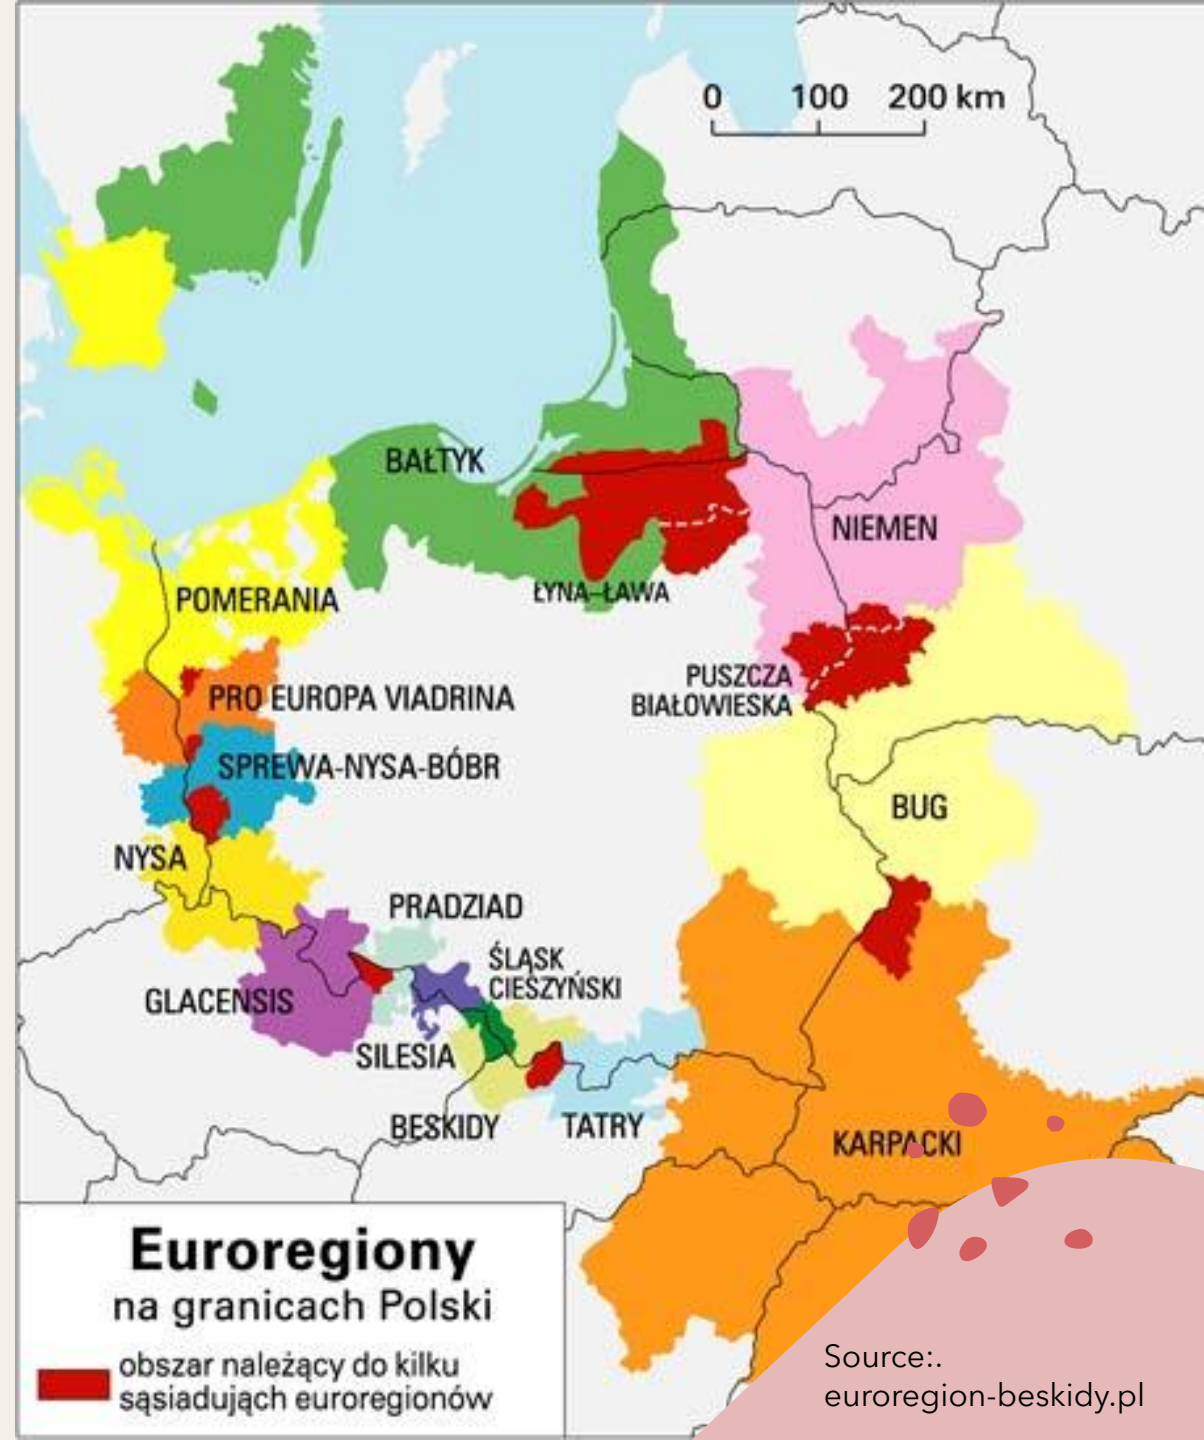 0 100 200 km
BAŁTYK
NIEMEN
ŁYNA–ŁAWA
POMERANIA
PUSZCZA
BIAŁOWIESKA
PRO EUROPA VIADRINA
SPREWA-NYSA-BÓBR
BUG
NYSA
PRADZIAD
ŚLĄSK
CIESZYŃSKI
GLACENSIS
SILESIA
BESKIDY
TATRY
KARPACKI
Euroregiony
na granicach Polski
obszar należący do kilku
sąsiadująch euroregionów
Source:.
euroregion-beskidy.pl